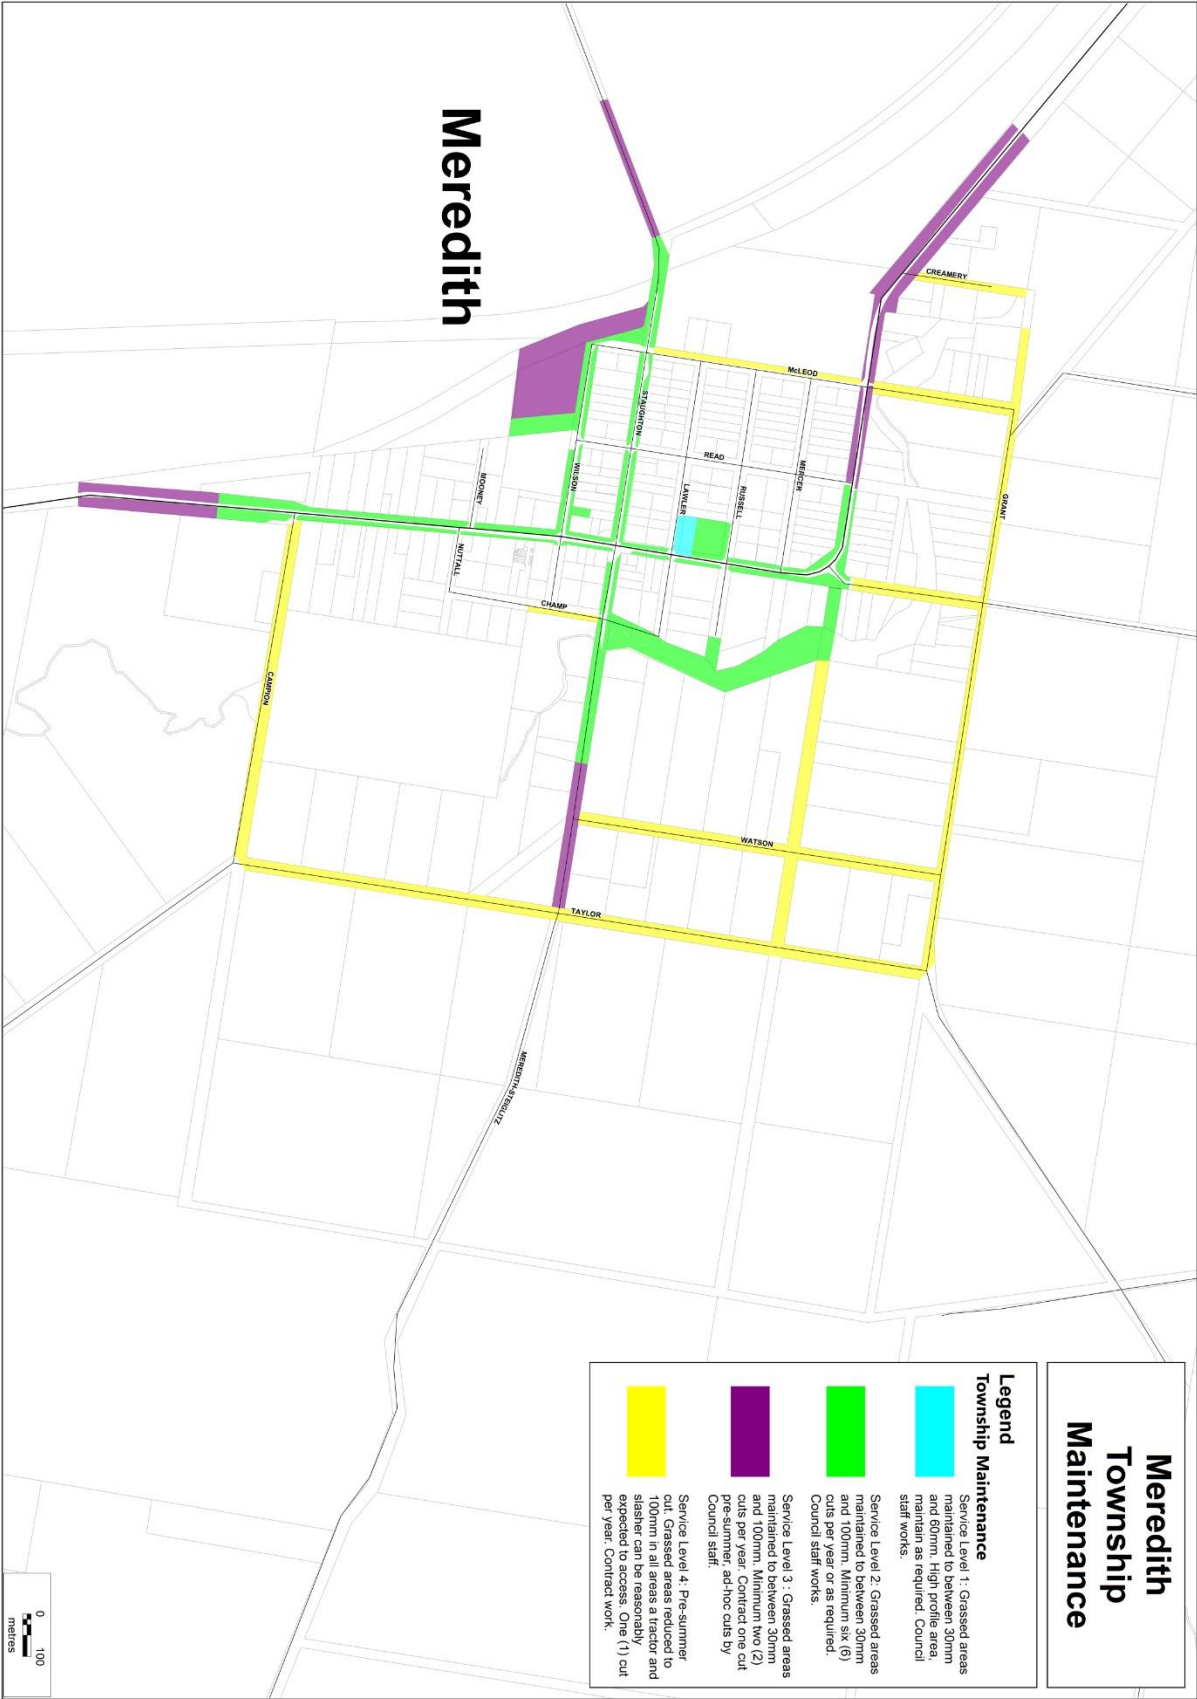 Meredith
Township
Maintenance
Legend
Township Maintenance
Service Level 1: Grassed areas
maintained to between 30mm
and 60mm. High profile area,
maintain as required. Council
staff works.
Service Level 2: Grassed areas
maintained to between 30mm
and 100mm. Minimum six (6)
cuts per year or as required.
Council staff works.
Service Level 3 : Grassed areas
maintained to between 30mm
and 100mm. Minimum two (2)
cuts per year. Contract one cut
pre-summer, ad-hoc cuts by
Council staff.
Service Level 4: Pre-summer
cut. Grassed areas reduced to
100mm in all areas a tractor and
slasher can be reasonably
expected to access. One (1) cut
per year. Contract work.
0 100
metres
Meredith
CREAMERY
McLEOD
GRANT
STAUGHTON
READ
MERCER
LAWLER
RUSSELL
WILSON
MOONEY
NUTTALL
CHAMP
CAMPION
WATSON
TAYLOR
MEREDITH-STEIGLITZ